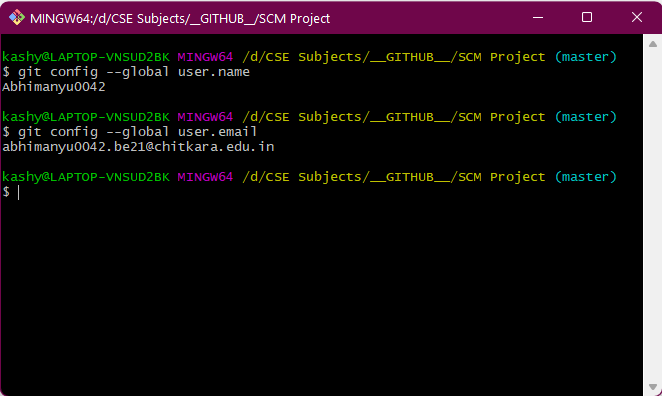 MINGW64:/d/CSE Subjects/__GITHUB__/SCM Project
kashy@LAPTOP-VNSUD2BK MINGW64 /d/CSE Subjects/__GITHUB__/SCM Project (master)
$ git config --global user.name
Abhimanyu0042
kashy@LAPTOP-VNSUD2BK MINGW64 /d/CSE Subjects/__GITHUB__/SCM Project (master)
$ git config --global user.email
abhimanyu0042.be21@chitkara.edu.in
kashy@LAPTOP-VNSUD2BK MINGW64 /d/CSE Subjects/__GITHUB__/SCM Project (master)
$